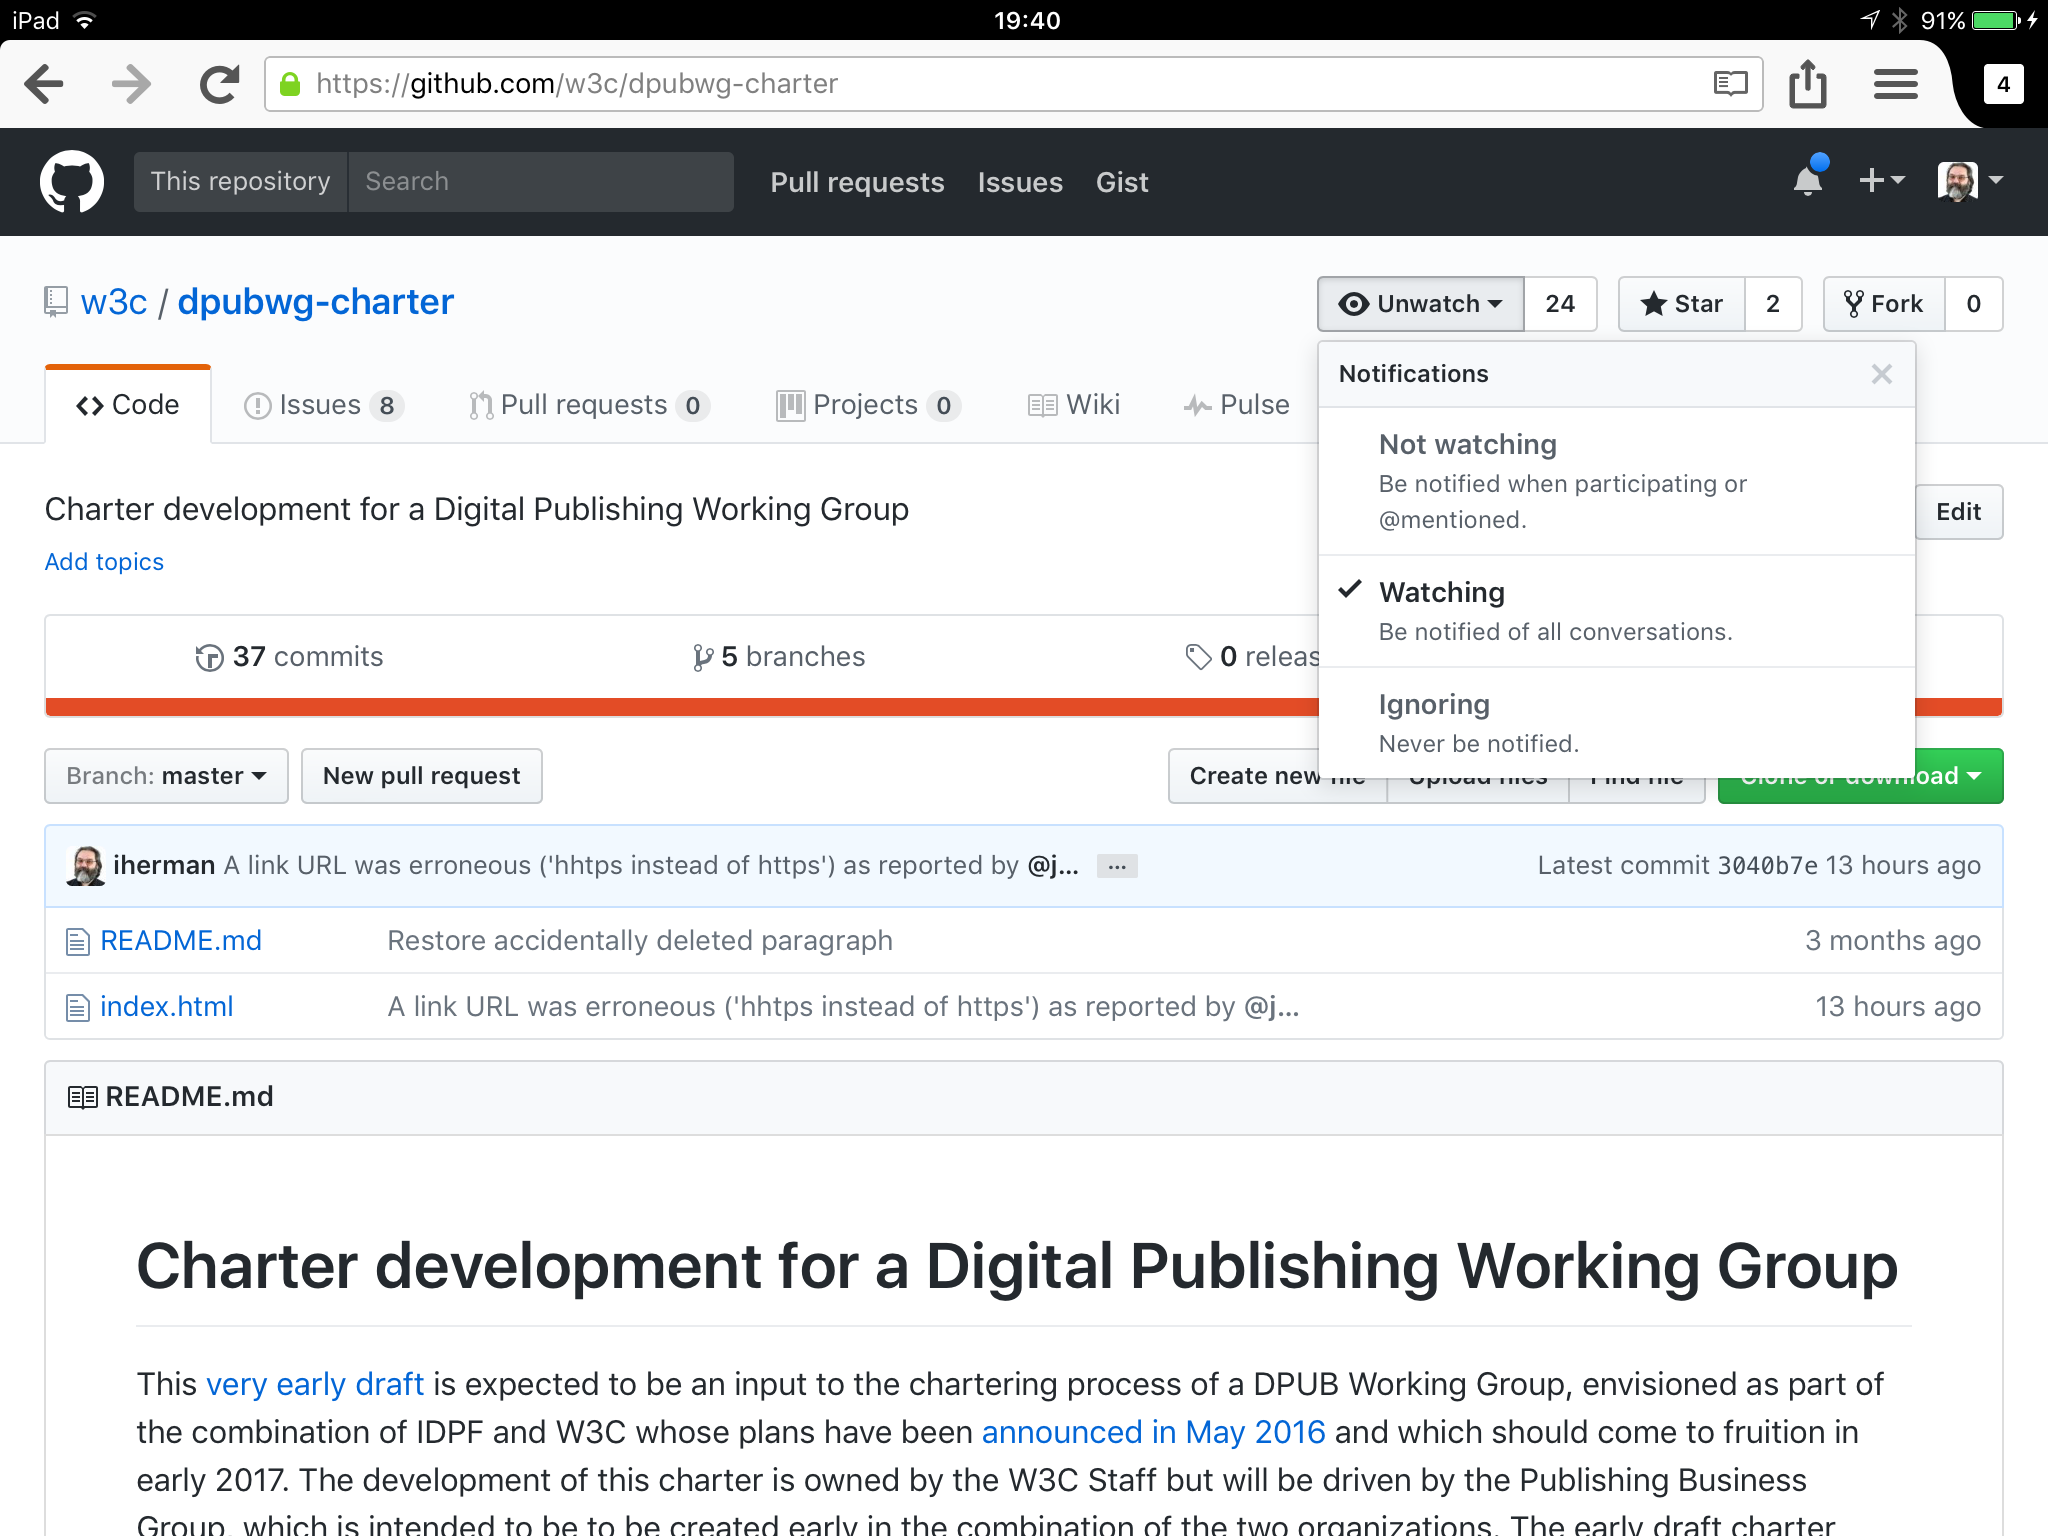 iPad 19:40 91%
https://github.com/w3c/dpubwg-charter 4
This repository Search Pull requests Issues Gist
w3c / dpubwg-charter Unwatch 24 Star 2 Fork 0
Notifications
Code Issues 8 Pull requests 0 Projects 0 Wiki Pulse
Not watching
Be notified when participating or
@mentioned.
Charter development for a Digital Publishing Working Group Edit
Add topics
Watching
Be notified of all conversations.
37 commits 5 branches 0 releas
Ignoring
Never be notified.
Branch: master New pull request Create new file Upload files Find file Clone or download
iherman A link URL was erroneous ('hhtps instead of https') as reported by @j... ... Latest commit 3040b7e 13 hours ago
README.md Restore accidentally deleted paragraph 3 months ago
index.html A link URL was erroneous ('hhtps instead of https') as reported by @j... 13 hours ago
README.md
Charter development for a Digital Publishing Working Group
This very early draft is expected to be an input to the chartering process of a DPUB Working Group, envisioned as part of
the combination of IDPF and W3C whose plans have been announced in May 2016 and which should come to fruition in
early 2017. The development of this charter is owned by the W3C Staff but will be driven by the Publishing Business
Group, which is intended to be to be created early in the combination of the two organizations. The early draft charter